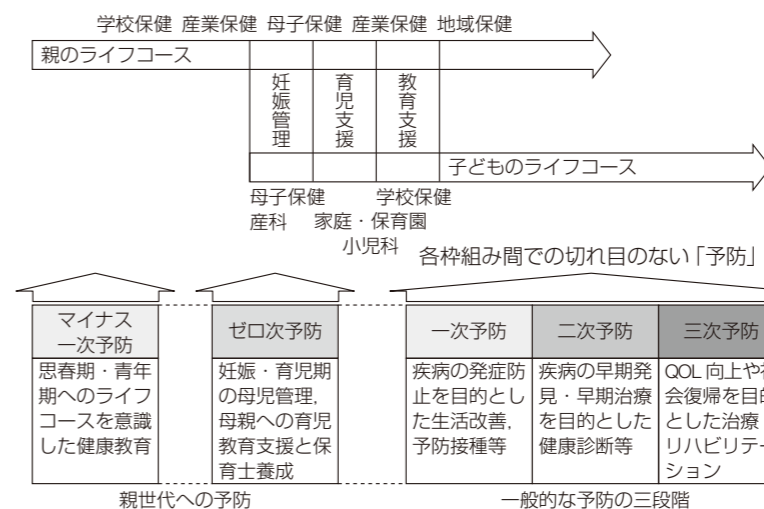 学校保健 産業保健 母子保健 産業保健 地域保健
親のライフコース
妊娠管理
育児支援
教育支援
子どものライフコース
母子保健 学校保健
産科 家庭・保育園
小児科
各枠組み間での切れ目のない「予防」
マイナス
一次予防
思春期・青年
期へのライフ
コースを意識
した健康教育
ゼロ次予防
妊娠・育児期
の母児管理,
母親への育児
教育支援と保
育士養成
一次予防
疾病の発症防
止を目的とし
た生活改善,
予防接種等
二次予防
疾病の早期発
見・早期治療
を目的とした
健康診断等
三次予防
QOL 向上や社
会復帰を目的
とした治療
リハビリテー
ション
親世代への予防
一般的な予防の三段階